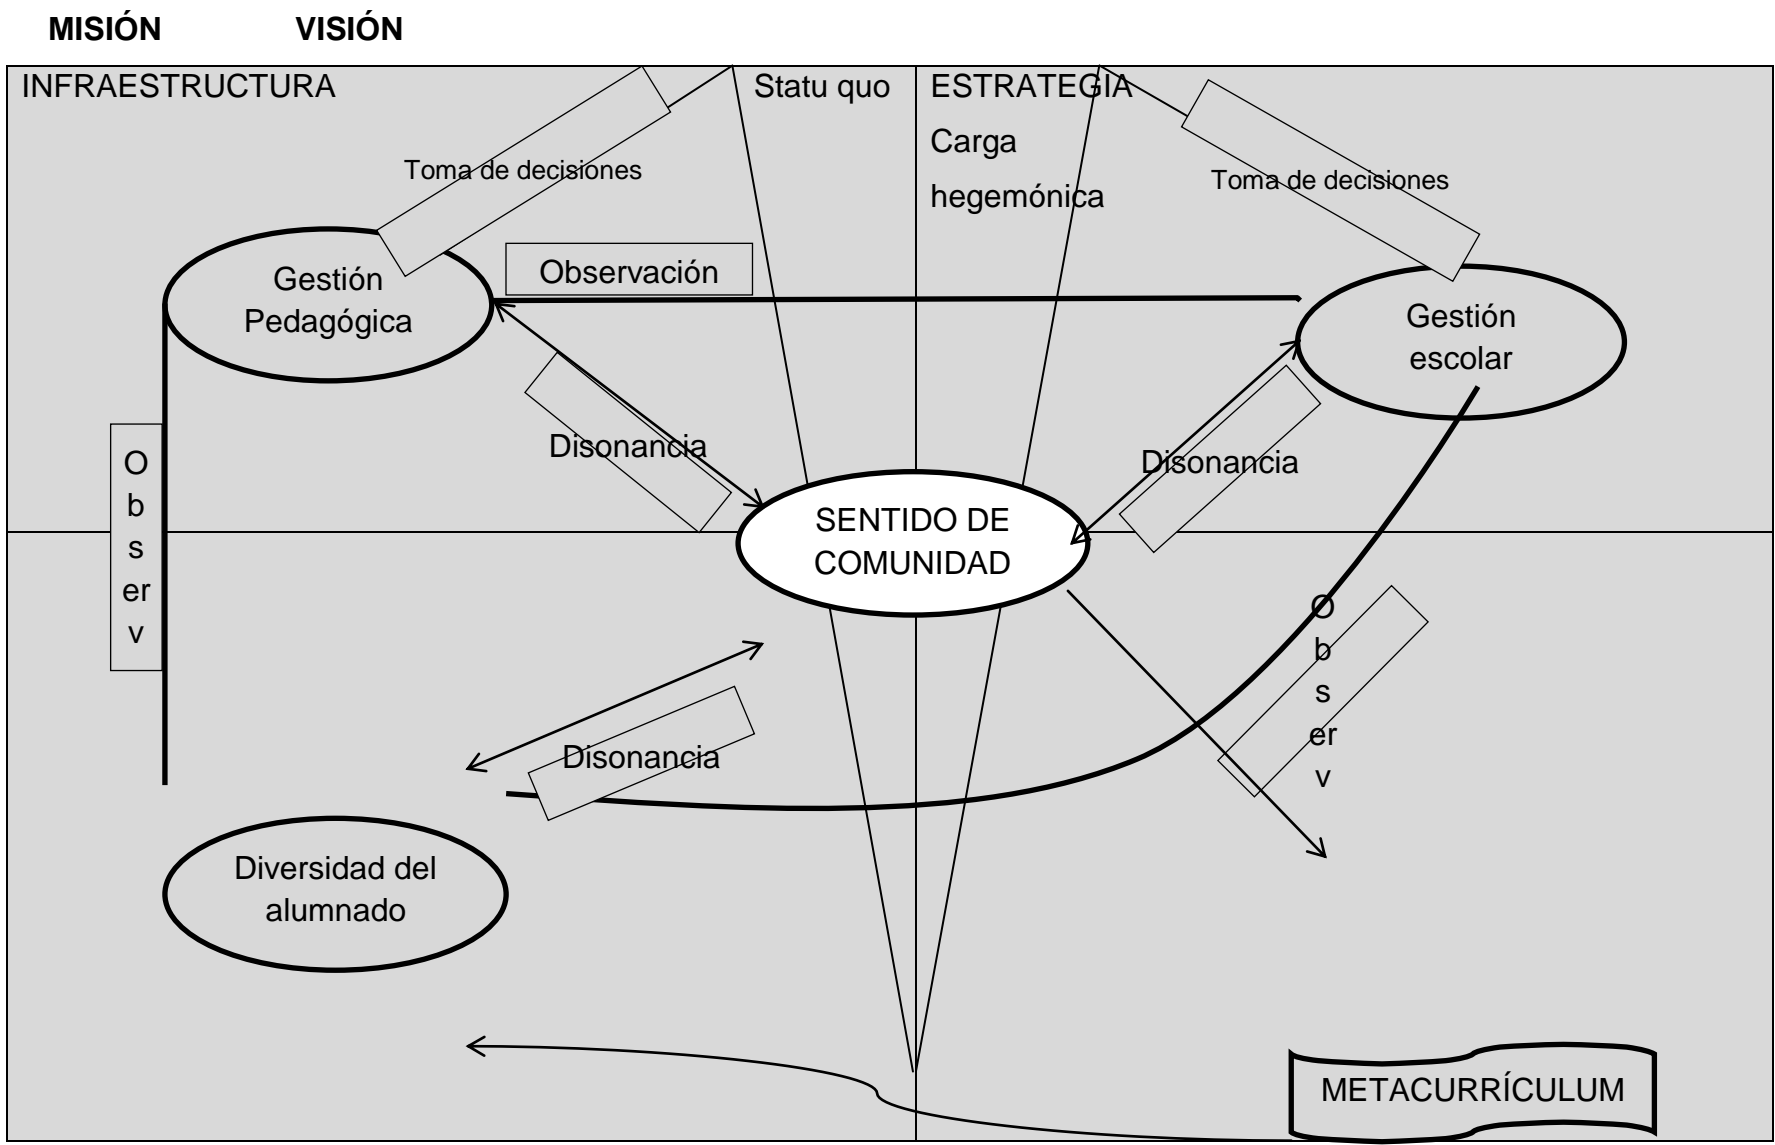 MISIÓN VISIÓN
INFRAESTRUCTURA
Statu quo
ESTRATEGIA
Carga
hegemónica
Toma de decisiones
Toma de decisiones
Gestión
Pedagógica
Observación
Gestión
escolar
Disonancia
Disonancia
O
b
s
er
v
SENTIDO DE
COMUNIDAD
O
b
s
er
v
Disonancia
Diversidad del
alumnado
METACURRÍCULUM